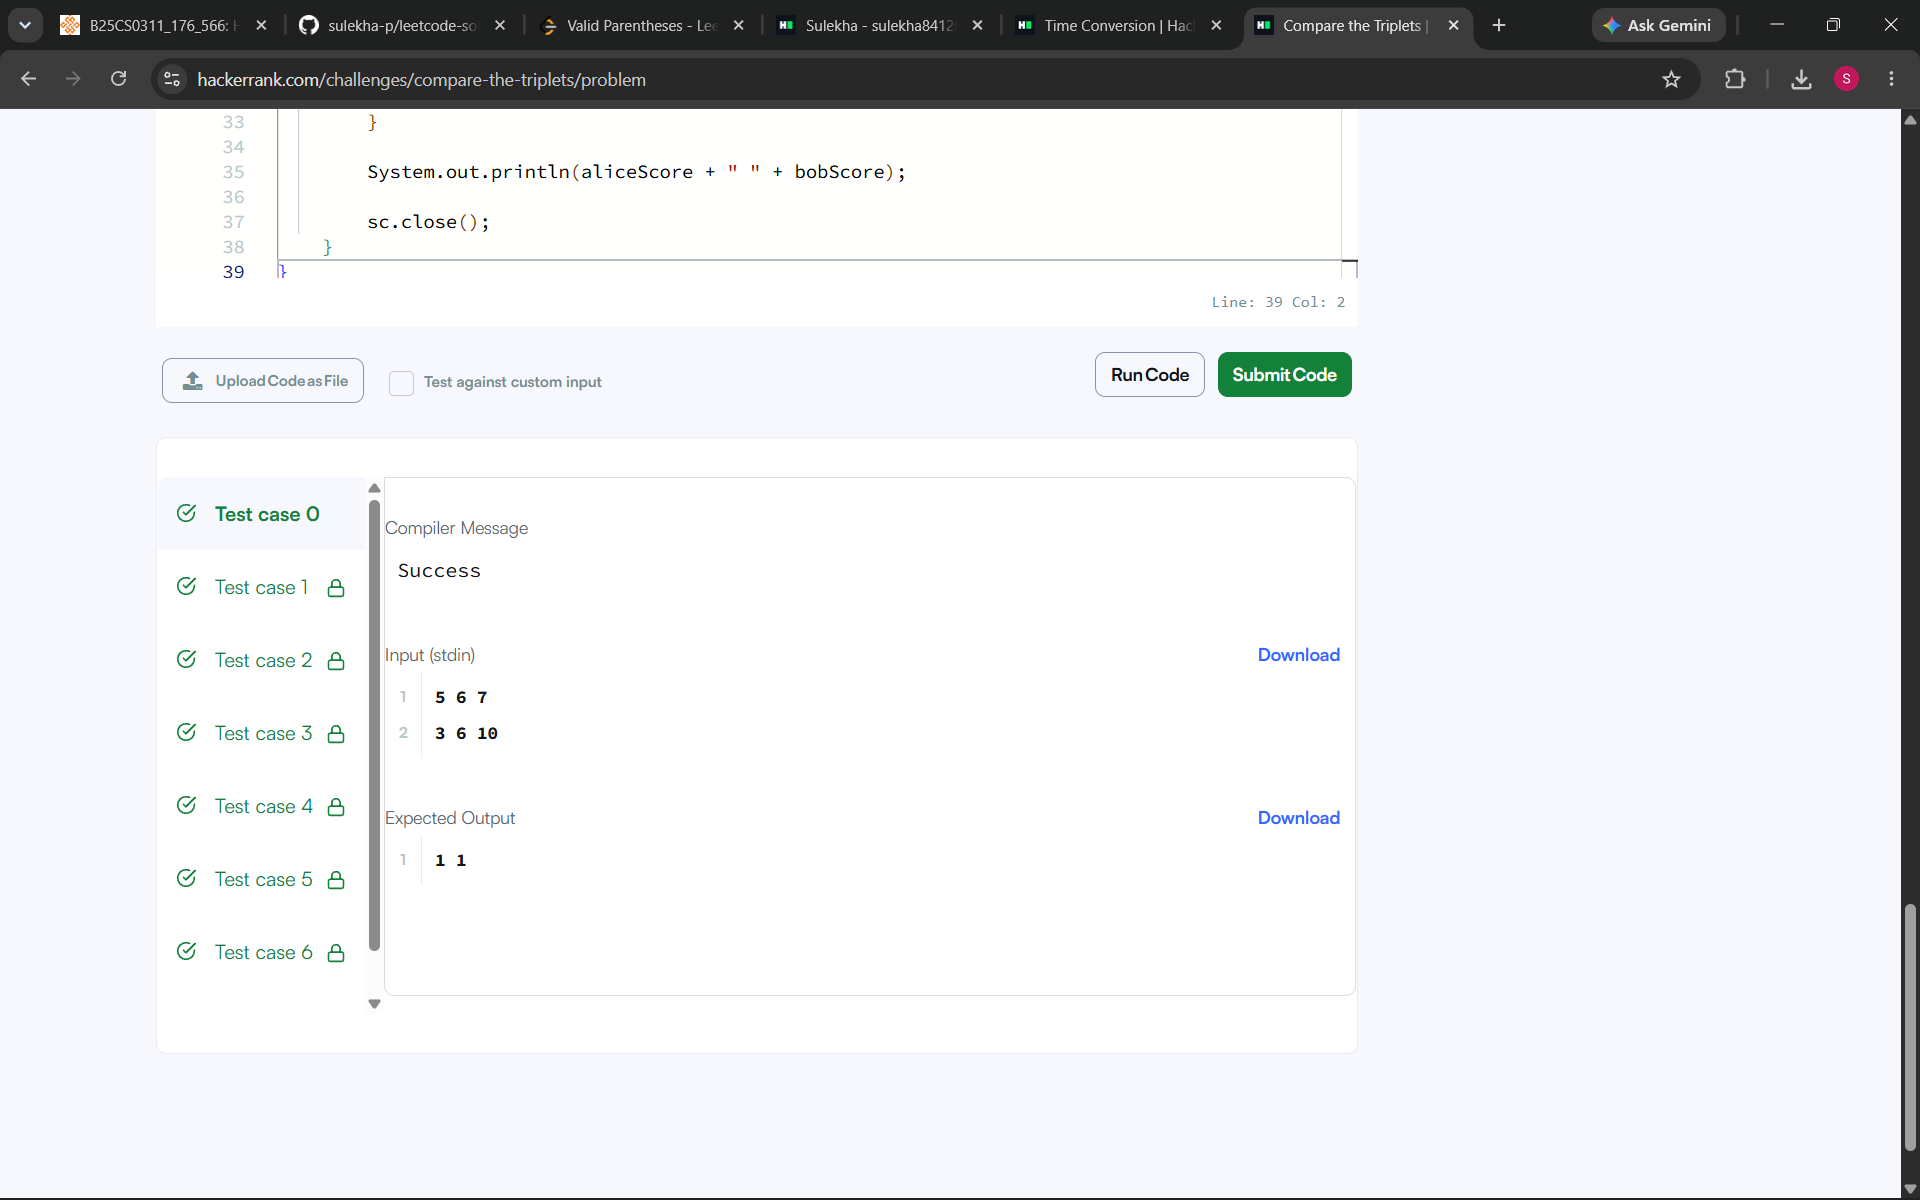 B25CS0311_176_566: H
sulekha-p/leetcode-so
Valid Parentheses - Lee
Sulekha - sulekha8412
Time Conversion | Hac
Compare the Triplets |
Ask Gemini
hackerrank.com/challenges/compare-the-triplets/problem
S
33 }
34
35 System.out.println(aliceScore + " " + bobScore);
36
37 sc.close();
38 }
39 }
Line: 39 Col: 2
Upload Code as File
Test against custom input
Run Code
Submit Code
Test case 0
Test case 1
Test case 2
Test case 3
Test case 4
Test case 5
Test case 6
Compiler Message
Success
Input (stdin)
Download
1 5 6 7
2 3 6 10
Expected Output
Download
1 1 1